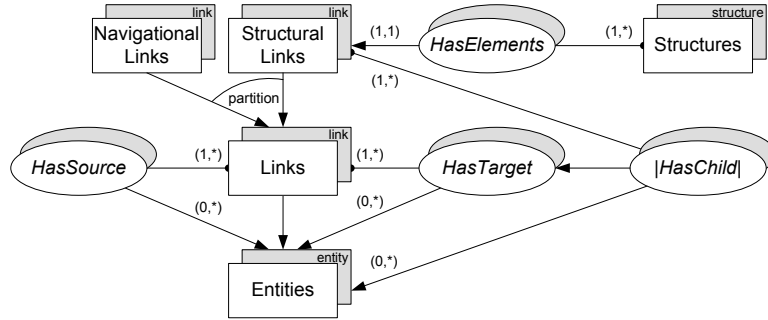 link
link
structure
Navigational
Links
Structural
Links
(1,1)
HasElements
(1,*)
Structures
partition
(1,*)
link
HasSource
(1,*)
Links
(1,*)
HasTarget
|HasChild|
(0,*)
(0,*)
(0,*)
entity
Entities